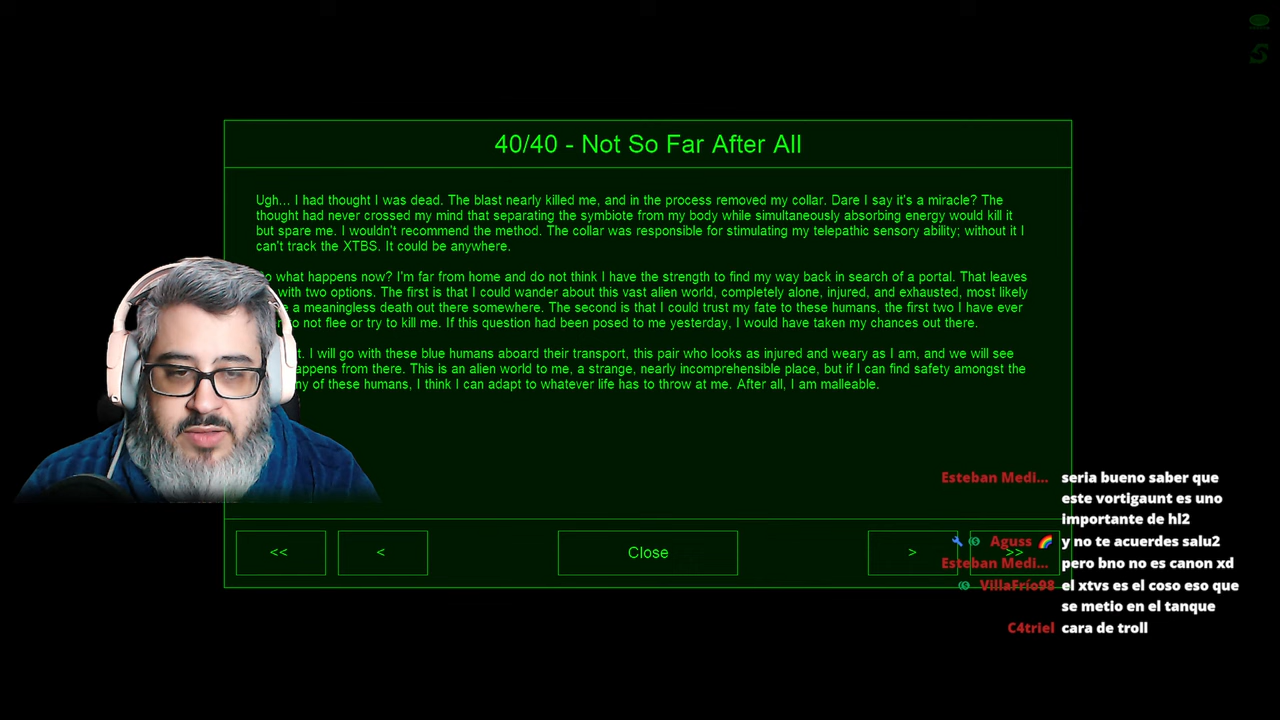 40/40 - Not So Far After All
Ugh... I had thought I was dead. The blast nearly killed me, and in the process removed my collar. Dare I say it's a miracle? The
thought had never crossed my mind that separating the symbiote from my body while simultaneously absorbing energy would kill it
but spare me. I wouldn't recommend the method. The collar was responsible for stimulating my telepathic sensory ability; without it I
can't track the XTBS. It could be anywhere.
what happens now? I'm far from home and do not think I have the strength to find my way back in search of a portal. That leaves
with two options. The first is that I could wander about this vast alien world, completely alone, injured, and exhausted, most likely
a meaningless death out there somewhere. The second is that I could trust my fate to these humans, the first two I have ever
not flee or try to kill me. If this question had been posed to me yesterday, I would have taken my chances out there.
I will go with these blue humans aboard their transport, this pair who looks as injured and weary as I am, and we will see
happens from there. This is an alien world to me, a strange, nearly incomprehensible place, but if I can find safety amongst the
of these humans, I think I can adapt to whatever life has to throw at me. After all, I am malleable.
<< < Close > >>
Esteban Medi... seria bueno saber que
este vortigaunt es uno
importante de hl2
Aguss y no te acuerdes salu2
Esteban Medi... pero bno no es canon xd
VillaFrío98 el xtvs es el coso eso que
se metio en el tanque
C4triel cara de troll